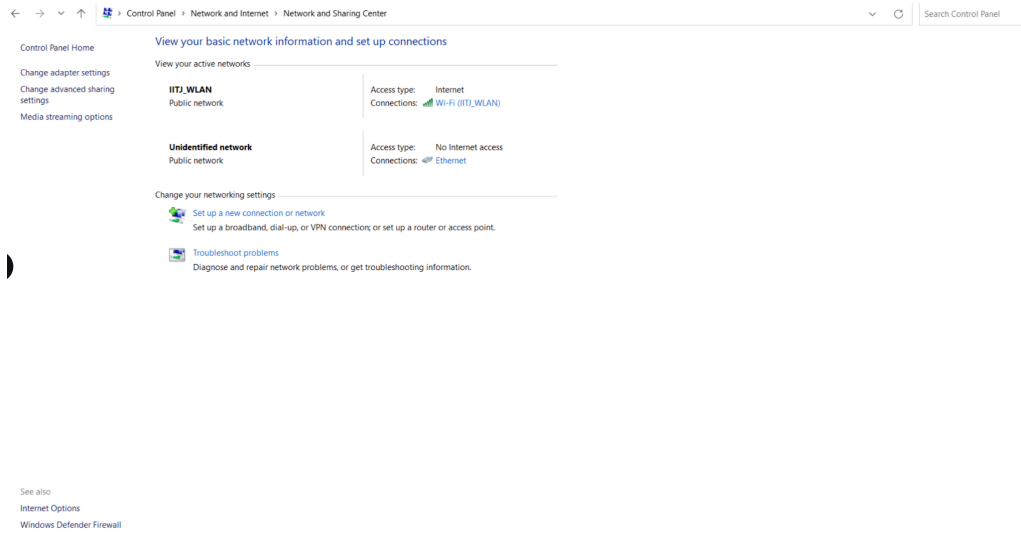 Control Panel > Network and Internet > Network and Sharing Center
Search Control Panel
Control Panel Home
Change adapter settings
Change advanced sharing
settings
Media streaming options
View your basic network information and set up connections
View your active networks
IITJ_WLAN
Public network
Access type: Internet
Connections: Wi-Fi (IITJ_WLAN)
Unidentified network
Public network
Access type: No Internet access
Connections: Ethernet
Change your networking settings
Set up a new connection or network
Set up a broadband, dial-up, or VPN connection; or set up a router or access point.
Troubleshoot problems
Diagnose and repair network problems, or get troubleshooting information.
See also
Internet Options
Windows Defender Firewall